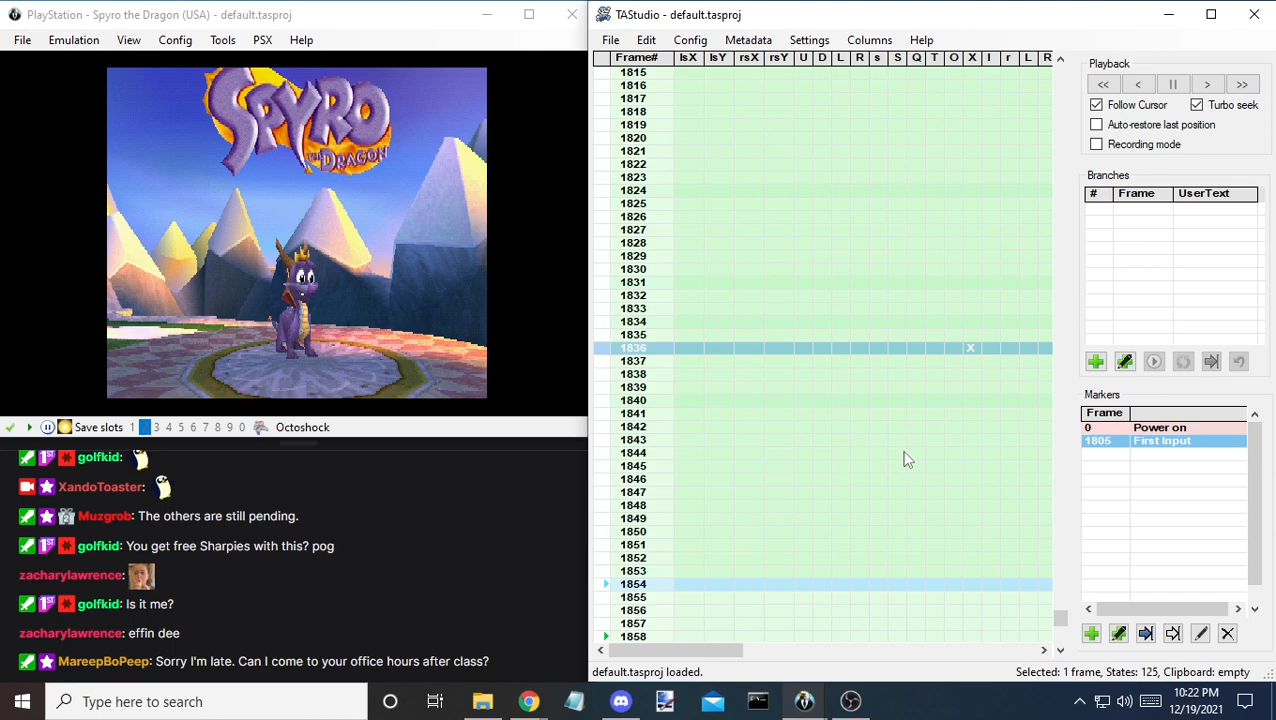 PlayStation - Spyro the Dragon (USA) - default.tasproj
File Emulation View Config Tools PSX Help
SPYRO
THE DRAGON
Save slots 1 2 3 4 5 6 7 8 9 0 Octoshock
golfkid:
XandoToaster:
Muzgrob: The others are still pending.
golfkid: You get free Sharpies with this? pog
zacharylawrence:
golfkid: Is it me?
zacharylawrence: effin dee
MareepBoPeep: Sorry I'm late. Can I come to your office hours after class?
TAStudio - default.tasproj
File Edit Config Metadata Settings Columns Help
Frame# lsX lsY rsX rsY U D L R s S Q T O X l r L R
1815
1816
1817
1818
1819
1820
1821
1822
1823
1824
1825
1826
1827
1828
1829
1830
1831
1832
1833
1834
1835
1836 X
1837
1838
1839
1840
1841
1842
1843
1844
1845
1846
1847
1848
1849
1850
1851
1852
1853
1854
1855
1856
1857
1858
Playback
<< < || > >>
Follow Cursor Turbo seek
Auto-restore last position
Recording mode
Branches
# Frame UserText
Markers
Frame
0 Power on
1805 First Input
default.tasproj loaded.
Selected: 1 frame, States: 125, Clipboard: empty
Type here to search
10:22 PM
12/19/2021